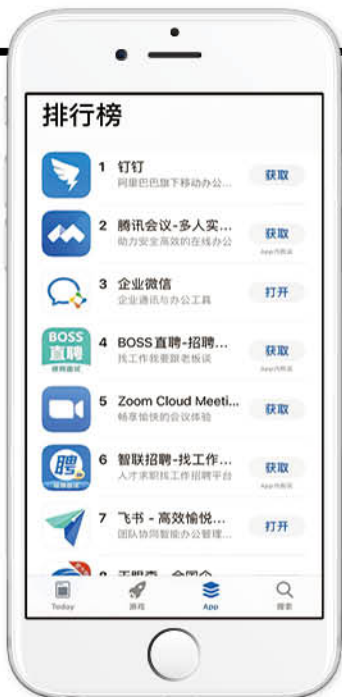 排行榜
1 钉钉
阿里巴巴旗下移动办公...
获取
2 腾讯会议-多人实...
助力安全高效的在线办公
获取
App内购买
3 企业微信
企业通讯与办公工具
打开
BOSS
直聘
4 BOSS直聘-招聘...
找工作我要跟老板谈
获取
App内购买
5 Zoom Cloud Meeti...
畅享愉快的会议体验
获取
聘
6 智联招聘-找工作...
人才求职找工作招聘平台
获取
App内购买
7 飞书 - 高效愉悦...
团队协同智能办公管理...
打开
Today
游戏
App
搜索